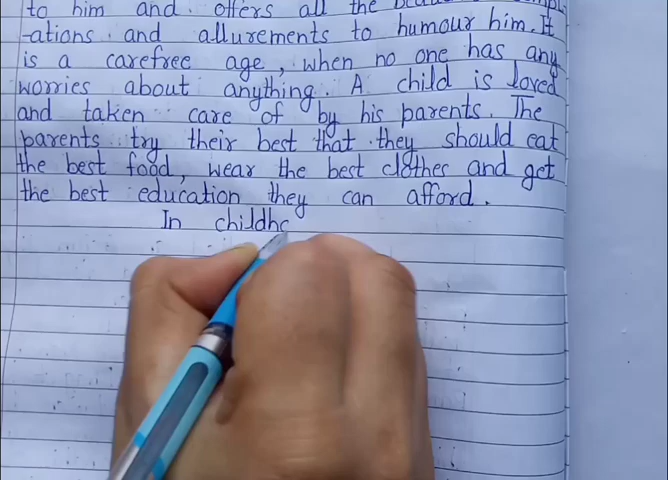 to him and offers all the
-ations and allurements to humour him. It
is a carefree age, when no one has any
worries about anything. A child is loved
and taken care of by his parents. The
parents try their best that they should eat
the best food, wear the best clothes and get
the best education they can afford.
In childho